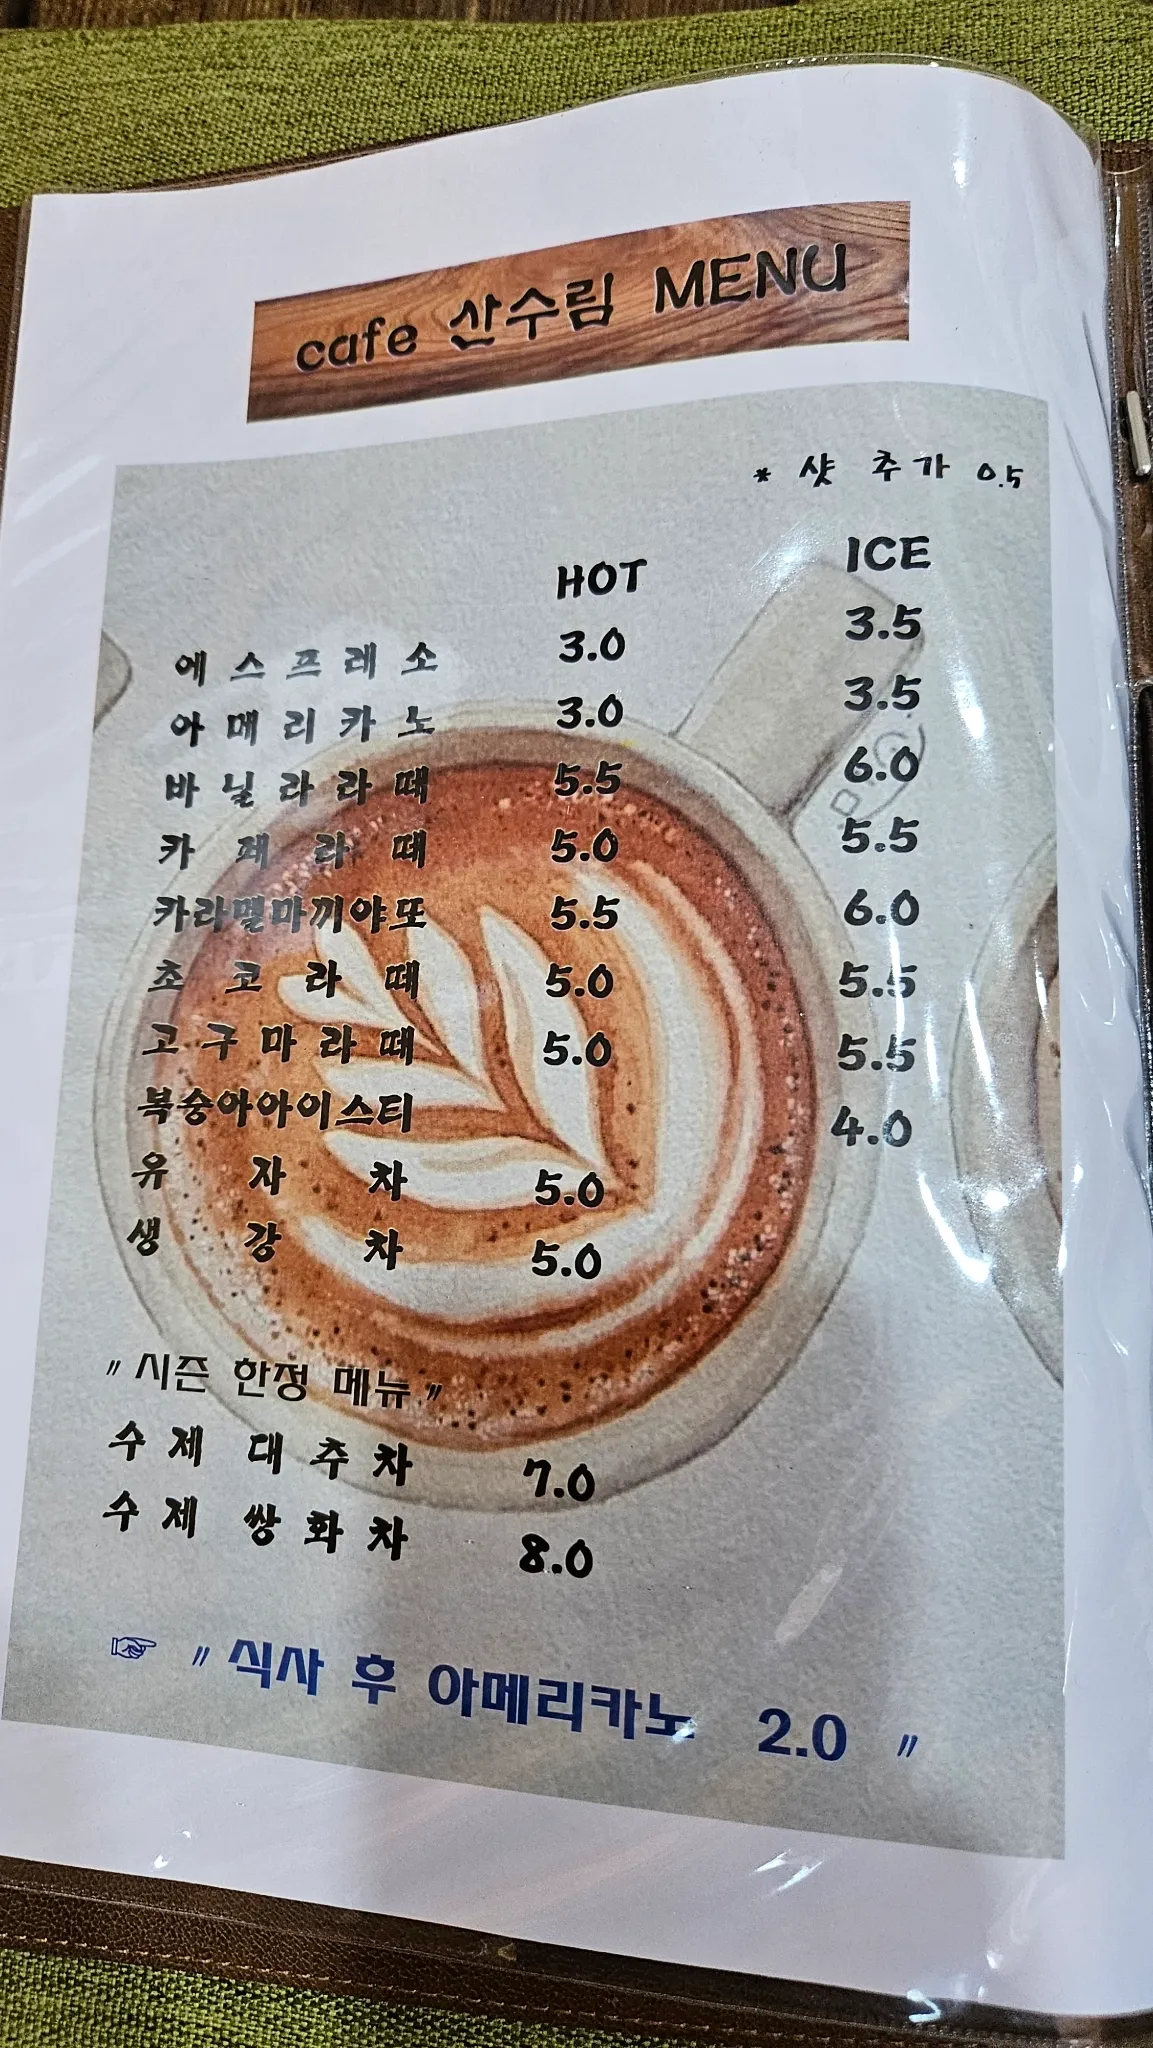 cafe 산수림 MENU
* 샷 추가 0.5
HOT ICE
에스프레소 3.0 3.5
아메리카노 3.0 3.5
바닐라라떼 5.5 6.0
카페라떼 5.0 5.5
카라멜마끼야또 5.5 6.0
초코라떼 5.0 5.5
고구마라떼 5.0 5.5
복숭아아이스티 4.0
유자차 5.0
생강차 5.0
〃시즌 한정 메뉴〃
수제 대추차 7.0
수제 쌍화차 8.0
☞ 〃식사 후 아메리카노 2.0 〃